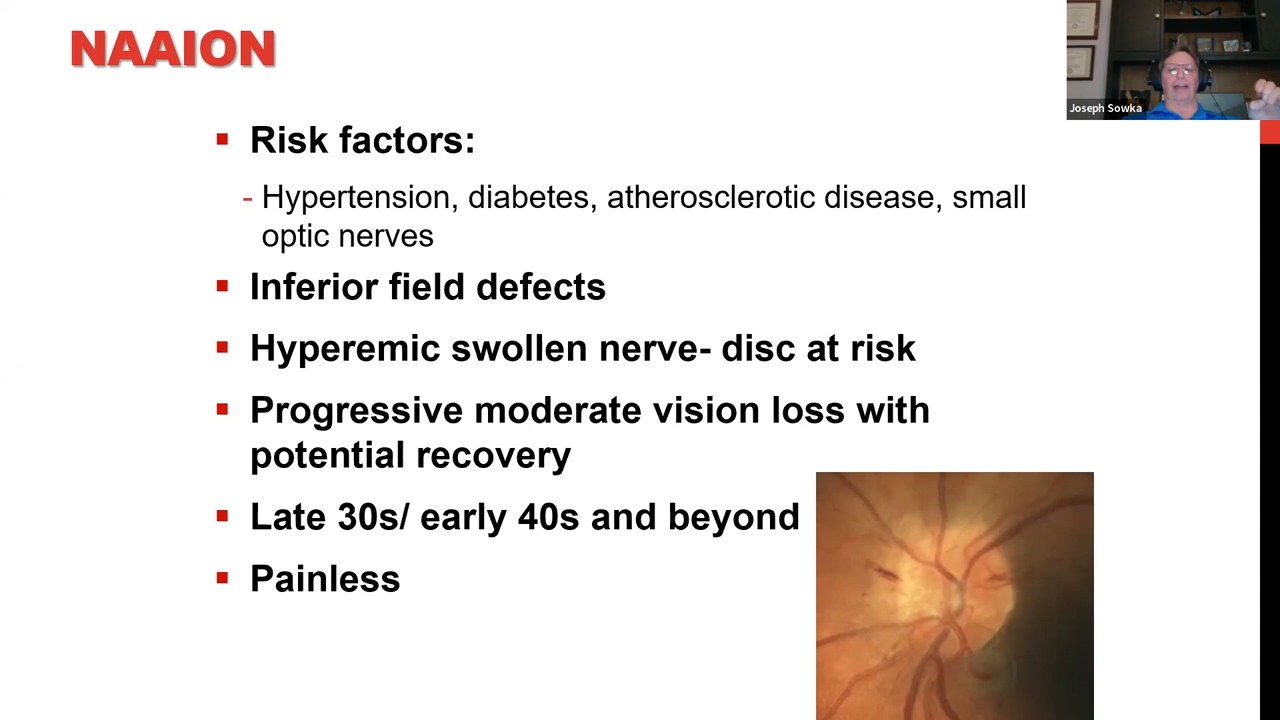 NAAION
Joseph Sowka
▪ Risk factors:
- Hypertension, diabetes, atherosclerotic disease, small
optic nerves
▪ Inferior field defects
▪ Hyperemic swollen nerve- disc at risk
▪ Progressive moderate vision loss with
potential recovery
▪ Late 30s/ early 40s and beyond
▪ Painless